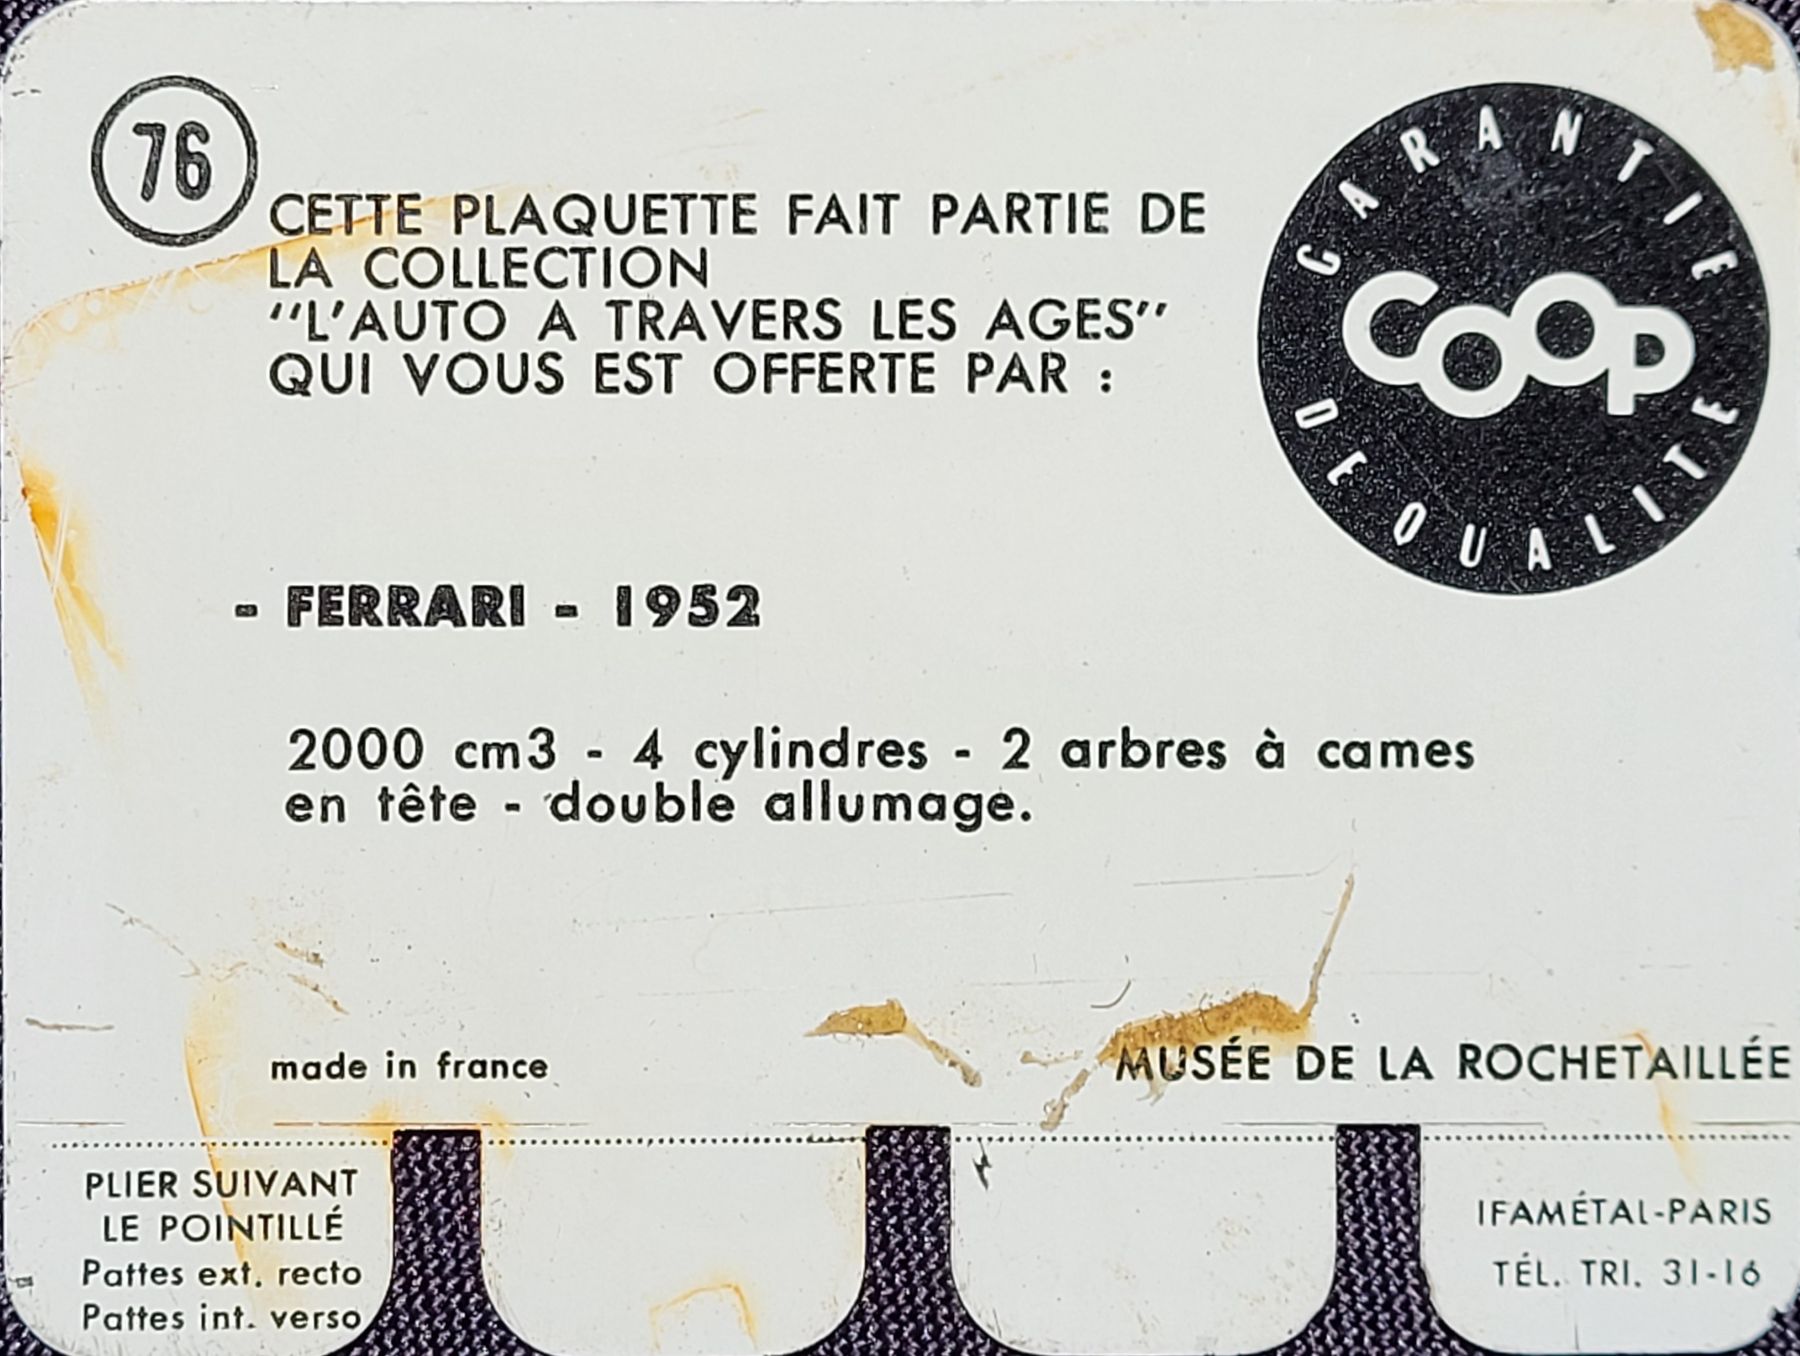 76
CETTE PLAQUETTE FAIT PARTIE DE
LA COLLECTION
"L'AUTO A TRAVERS LES AGES"
QUI VOUS EST OFFERTE PAR :
GARANTIE
COOP
DE QUALITE
- FERRARI - 1952
2000 cm3 - 4 cylindres - 2 arbres à cames
en tête - double allumage.
made in france
MUSÉE DE LA ROCHETAILLÉE
PLIER SUIVANT
LE POINTILLÉ
Pattes ext. recto
Pattes int. verso
IFAMÉTAL-PARIS
TÉL. TRI. 31-16